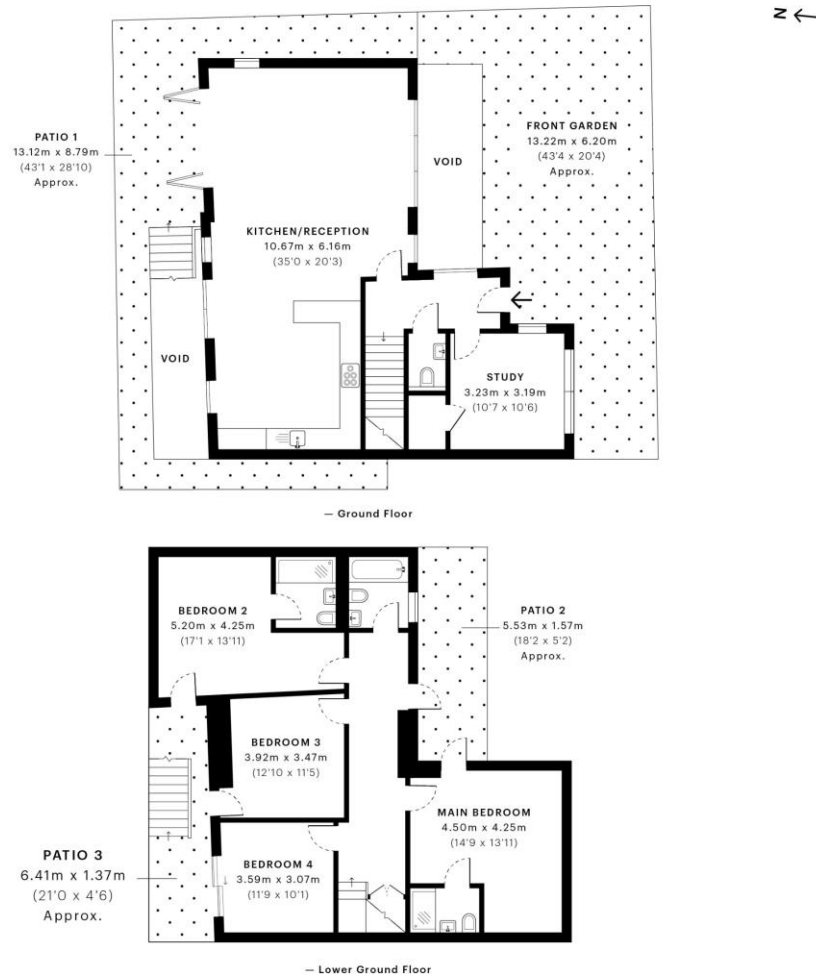 N
PATIO 1
13.12m x 8.79m
(43'1 x 28'10)
Approx.
FRONT GARDEN
13.22m x 6.20m
(43'4 x 20'4)
Approx.
VOID
KITCHEN/RECEPTION
10.67m x 6.16m
(35'0 x 20'3)
VOID
STUDY
3.23m x 3.19m
(10'7 x 10'6)
— Ground Floor
BEDROOM 2
5.20m x 4.25m
(17'1 x 13'11)
PATIO 2
5.53m x 1.57m
(18'2 x 5'2)
Approx.
BEDROOM 3
3.92m x 3.47m
(12'10 x 11'5)
MAIN BEDROOM
4.50m x 4.25m
(14'9 x 13'11)
PATIO 3
6.41m x 1.37m
(21'0 x 4'6)
Approx.
BEDROOM 4
3.59m x 3.07m
(11'9 x 10'1)
— Lower Ground Floor